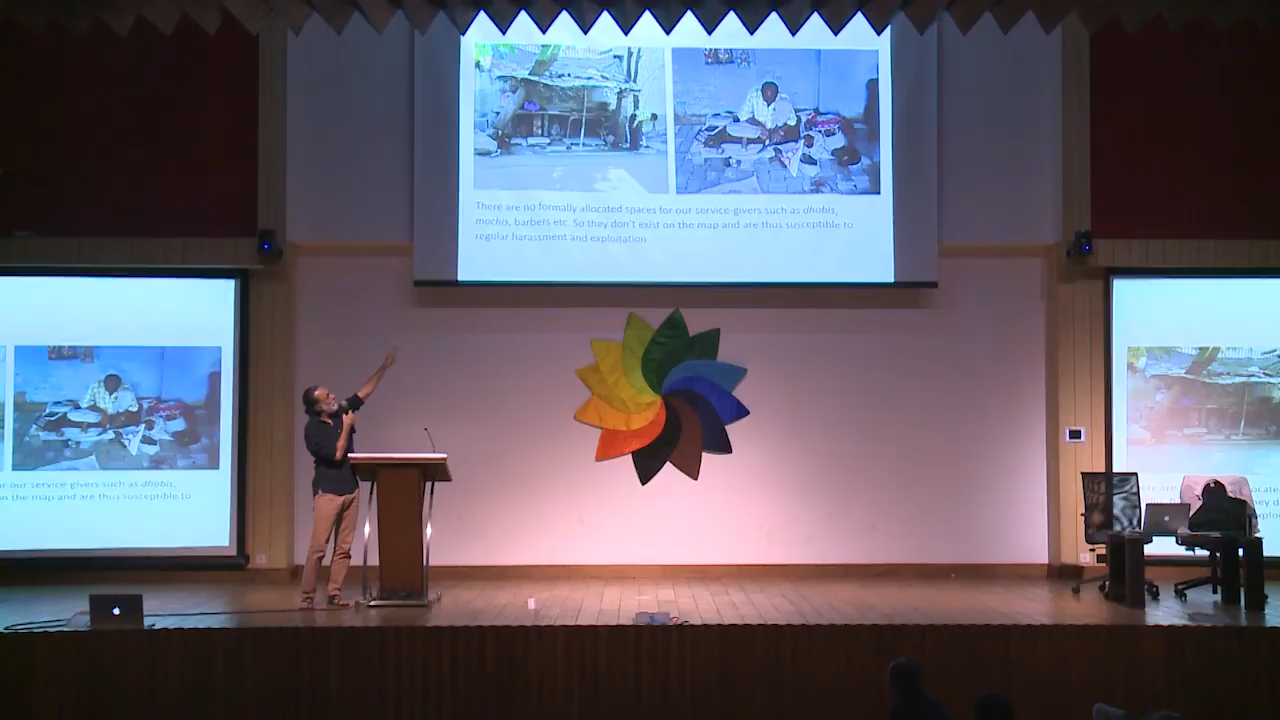 There are no formally allocated spaces for our service-givers such as dhobis,
mochis, barbers etc. So they don't exist on the map and are thus susceptible to
regular harassment and exploitation
r our service-givers such as dhobis,
on the map and are thus susceptible to